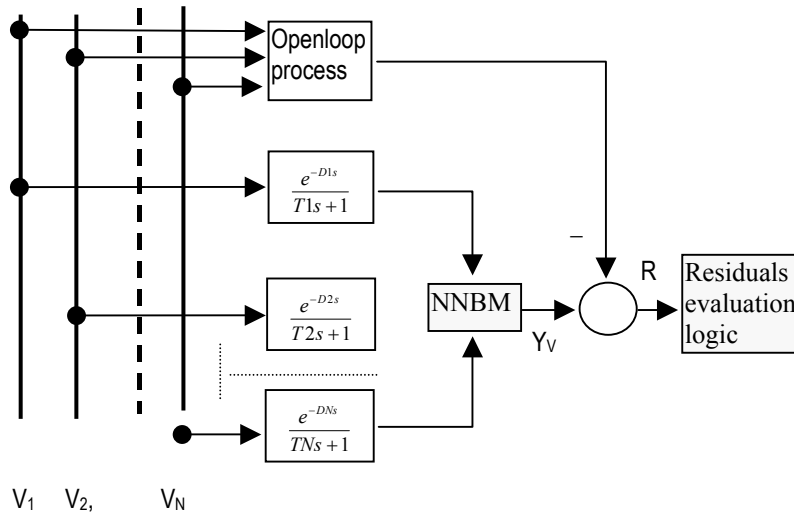 Openloop
process
e^{-D1s}
T1s + 1
−
R
Residuals
evaluation
logic
NNBM
Y_V
e^{-D2s}
T2s + 1
e^{-DNs}
TNs + 1
V_1 V_2, V_N